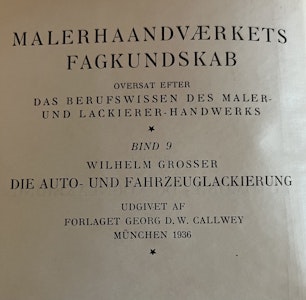 MALERHAANDVÆRKETS
FAGKUNDSKAB
OVERSAT EFTER
DAS BERUFSWISSEN DES MALER-
UND LACKIERER-HANDWERKS
★
BIND 9
WILHELM GROSSER
DIE AUTO- UND FAHRZEUGLACKIERUNG
UDGIVET AF
FORLAGET GEORG D. W. CALLWEY
MÜNCHEN 1936
★